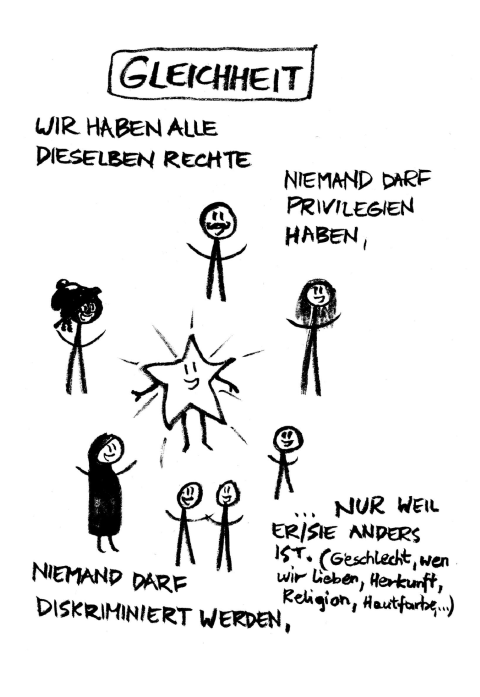 GLEICHHEIT
WIR HABEN ALLE
DIESELBEN RECHTE
NIEMAND DARF
PRIVILEGIEN
HABEN,
NIEMAND DARF
DISKRIMINIERT WERDEN,
... NUR WEIL
ER/SIE ANDERS
IST. (Geschlecht, wen
wir lieben, Herkunft,
Religion, Hautfarbe,...)